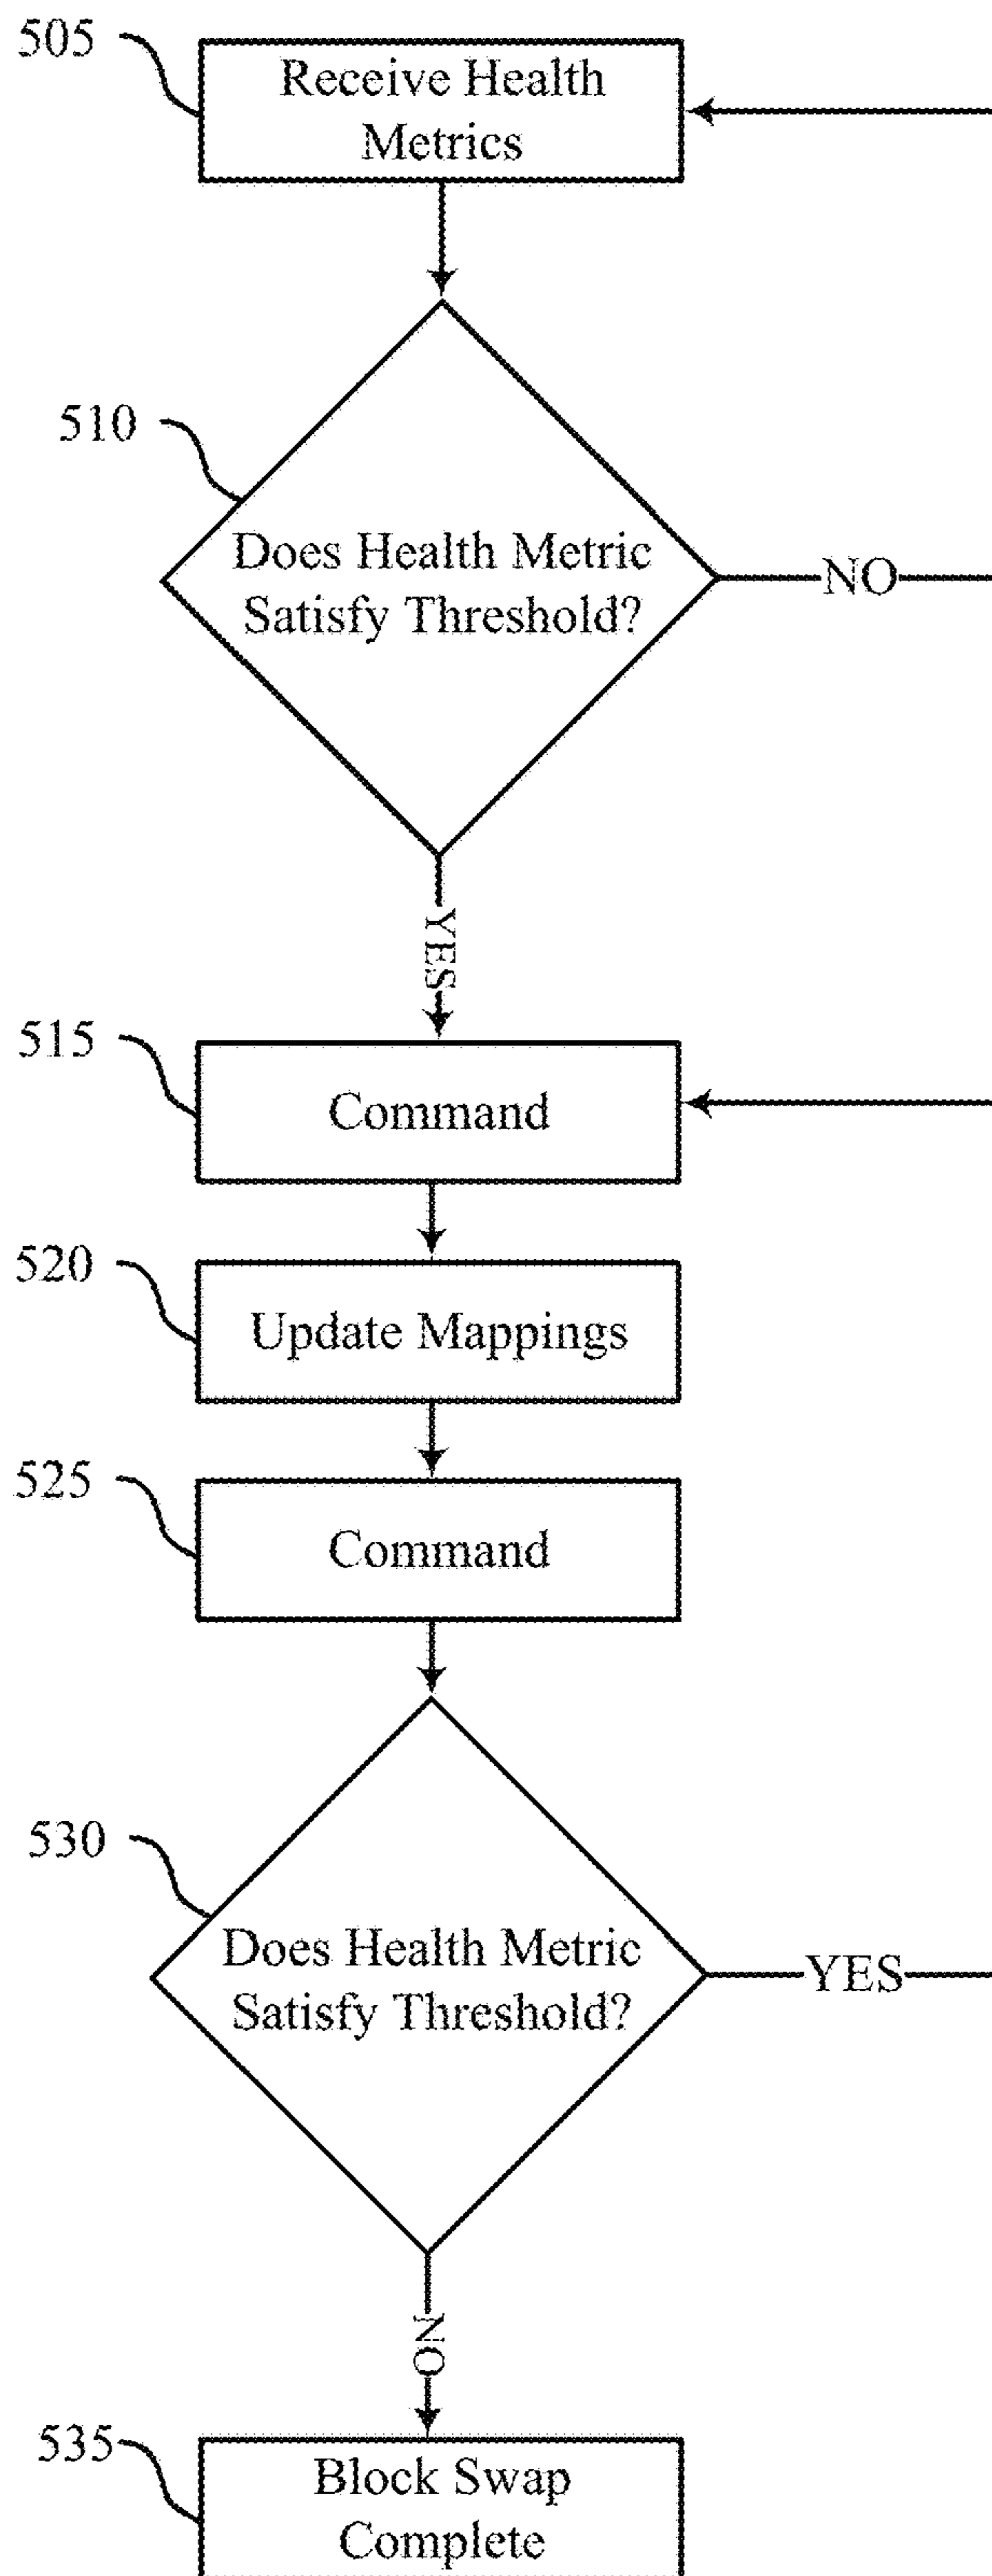 505
Receive Health
Metrics
510
Does Health Metric
Satisfy Threshold?
NO
YES
515
Command
520
Update Mappings
525
Command
530
Does Health Metric
Satisfy Threshold?
YES
NO
535
Block Swap
Complete